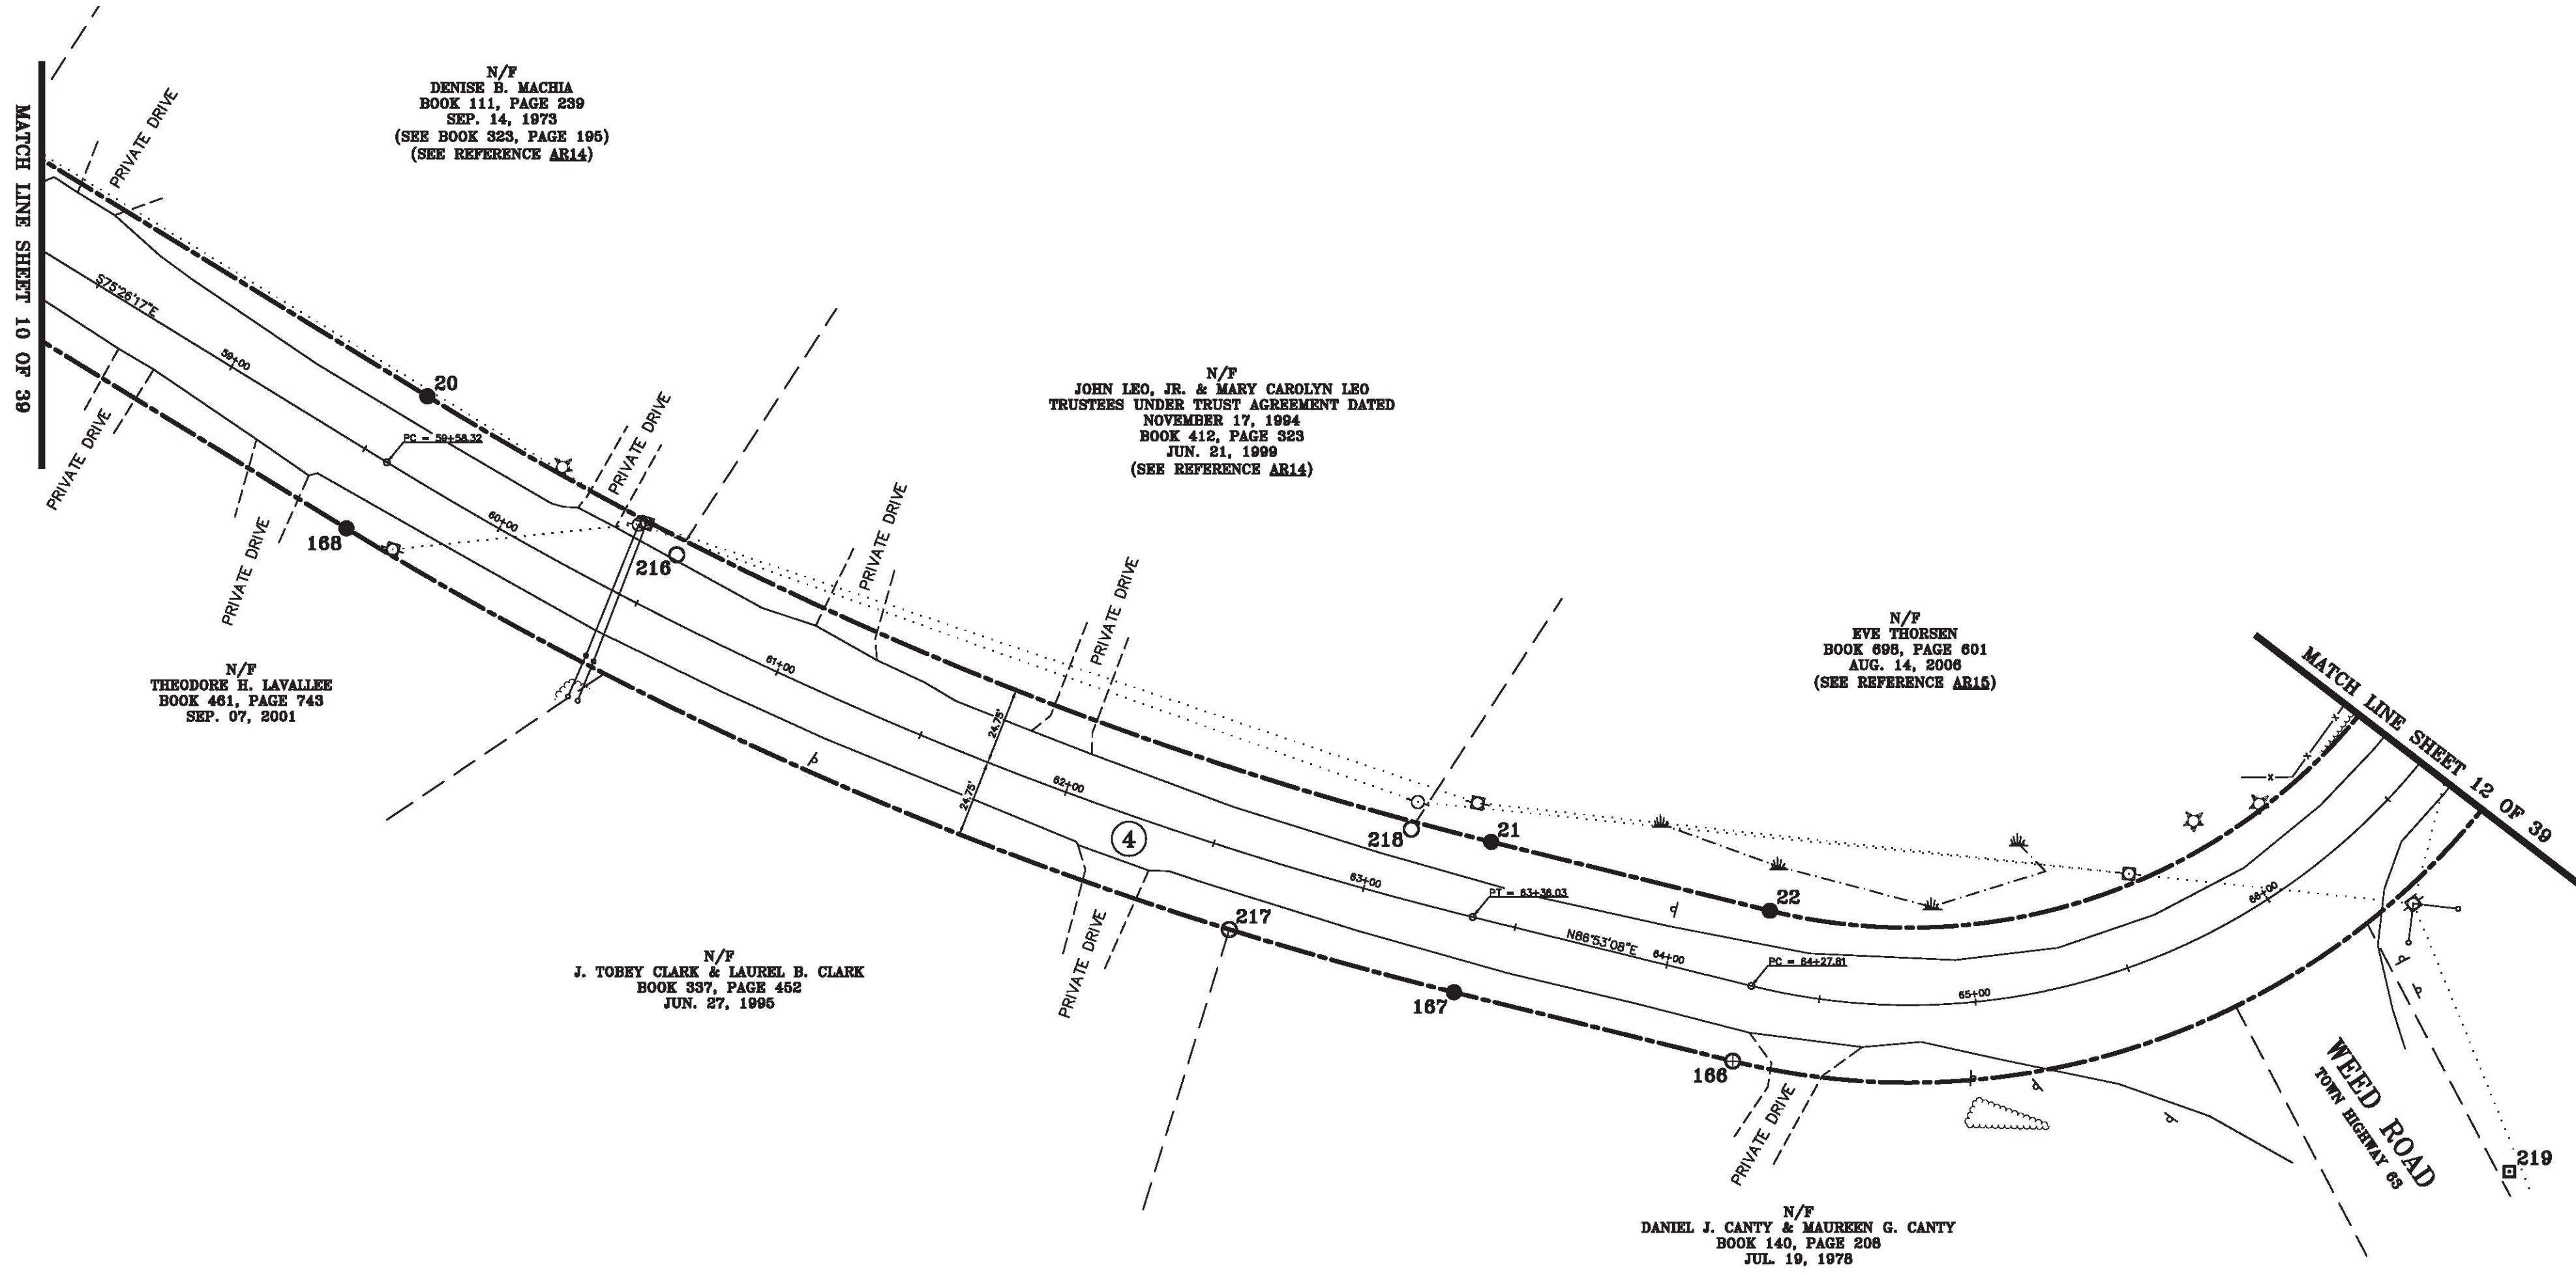 MATCH LINE SHEET 10 OF 39
N/F
DENISE B. MACHIA
BOOK 111, PAGE 239
SEP. 14, 1973
(SEE BOOK 323, PAGE 195)
(SEE REFERENCE AR14)
PRIVATE DRIVE
S75°26'17"E
59+00
20
PC = 59+58.32
PRIVATE DRIVE
PRIVATE DRIVE
168
60+00
PRIVATE DRIVE
216
N/F
THEODORE H. LAVALLEE
BOOK 461, PAGE 743
SEP. 07, 2001
N/F
JOHN LEO, JR. & MARY CAROLYN LEO
TRUSTEES UNDER TRUST AGREEMENT DATED
NOVEMBER 17, 1994
BOOK 412, PAGE 323
JUN. 21, 1999
(SEE REFERENCE AR14)
PRIVATE DRIVE
PRIVATE DRIVE
61+00
24.75'
24.75'
62+00
4
217
63+00
218
21
PT = 63+36.03
N/F
J. TOBEY CLARK & LAUREL B. CLARK
BOOK 337, PAGE 452
JUN. 27, 1995
PRIVATE DRIVE
167
N86°53'08"E
64+00
22
PC = 64+27.81
N/F
EVE THORSEN
BOOK 698, PAGE 601
AUG. 14, 2006
(SEE REFERENCE AR15)
MATCH LINE SHEET 12 OF 39
66+00
65+00
166
PRIVATE DRIVE
WEED ROAD
TOWN HIGHWAY 63
219
N/F
DANIEL J. CANTY & MAUREEN G. CANTY
BOOK 140, PAGE 206
JUL. 19, 1978